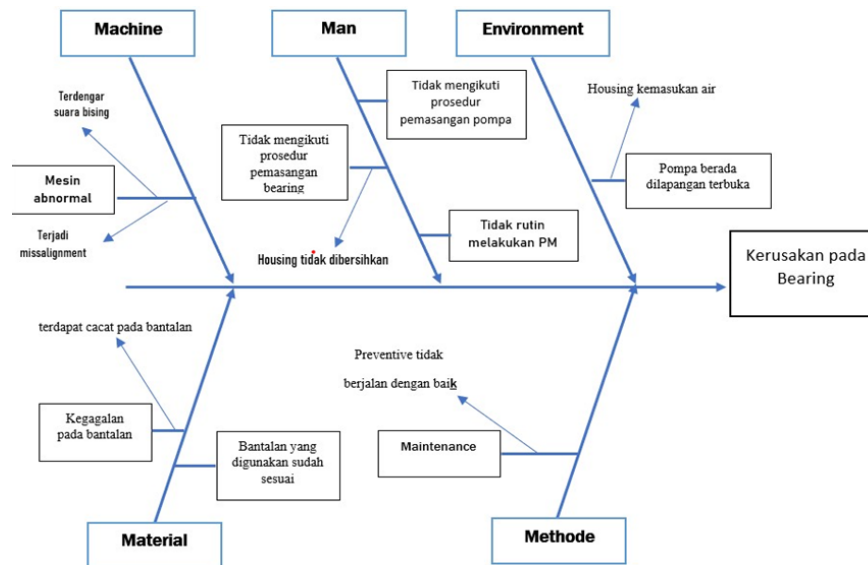 Machine
Man
Environment
Terdengar
suara bising
Mesin
abnormal
Terjadi
missalignment
Tidak mengikuti
prosedur
pemasangan pompa
Tidak mengikuti
prosedur
pemasangan
bearing
Housing tidak dibersihkan
Tidak rutin
melakukan PM
Housing kemasukan air
Pompa berada
dilapangan terbuka
Kerusakan pada
Bearing
terdapat cacat pada bantalan
Kegagalan
pada bantalan
Bantalan yang
digunakan sudah
sesuai
Preventive tidak
berjalan dengan baik
Maintenance
Material
Methode